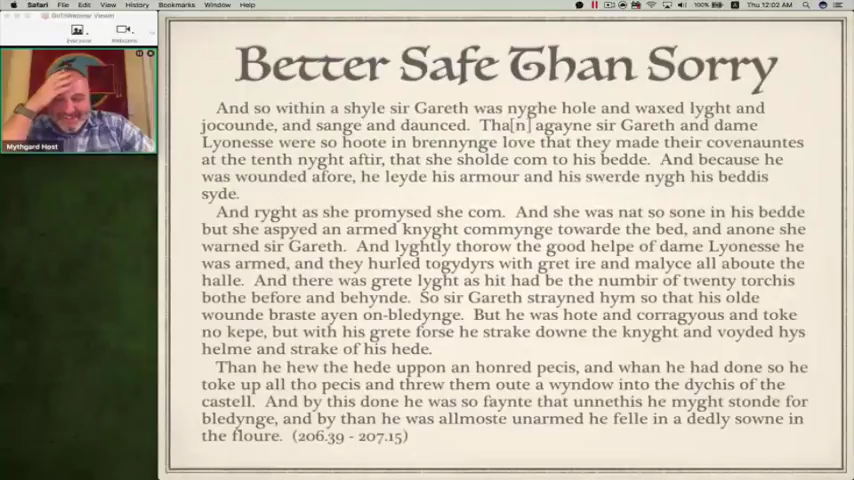 Safari File Edit View History Bookmarks Window Help 100% Thu 12:02 AM
GoToWebinar Viewer
Everyone Webcams
Mythgard Host
Better Safe Than Sorry
And so within a shyle sir Gareth was nyghe hole and waxed lyght and
jocounde, and sange and daunced. Tha[n] agayne sir Gareth and dame
Lyonesse were so hoote in brennynge love that they made their covenauntes
at the tenth nyght aftir, that she sholde com to his bedde. And because he
was wounded afore, he leyde his armour and his swerde nygh his beddis
syde.
And ryght as she promysed she com. And she was nat so sone in his bedde
but she aspyed an armed knyght commynge towarde the bed, and anone she
warned sir Gareth. And lyghtly thorow the good helpe of dame Lyonesse he
was armed, and they hurled togydyrs with gret ire and malyce all aboute the
halle. And there was grete lyght as hit had be the numbir of twenty torchis
bothe before and behynde. So sir Gareth strayned hym so that his olde
wounde braste ayen on-bledynge. But he was hote and corragyous and toke
no kepe, but with his grete forse he strake downe the knyght and voyded hys
helme and strake of his hede.
Than he hew the hede uppon an honred pecis, and whan he had done so he
toke up all tho pecis and threw them oute a wyndow into the dychis of the
castell. And by this done he was so faynte that unnethis he myght stonde for
bledynge, and by than he was allmoste unarmed he felle in a dedly sowne in
the floure. (206.39 - 207.15)